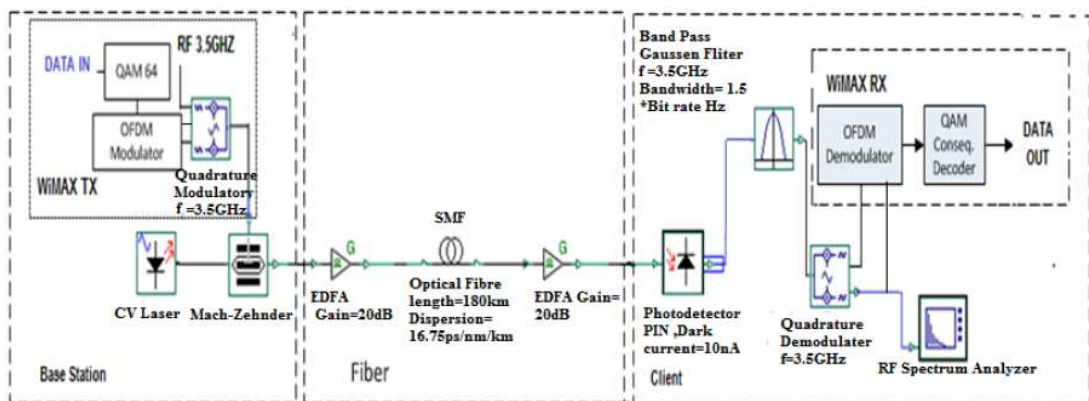 DATA IN
QAM 64
RF 3.5GHZ
OFDM
Modulator
WiMAX TX
Quadrature
Modulatory
f =3.5GHz
CV Laser
Mach-Zehnder
Base Station
G
EDFA
Gain=20dB
SMF
Optical Fibre
length=180km
Dispersion=
16.75ps/nm/km
G
EDFA Gain=
20dB
Fiber
Band Pass
Gaussen Fliter
f =3.5GHz
Bandwidth= 1.5
*Bit rate Hz
WiMAX RX
OFDM
Demodulator
QAM
Conseq.
Decoder
DATA
OUT
Photodetector
PIN ,Dark
current=10nA
Quadrature
Demodulater
f=3.5GHz
RF Spectrum Analyzer
Client